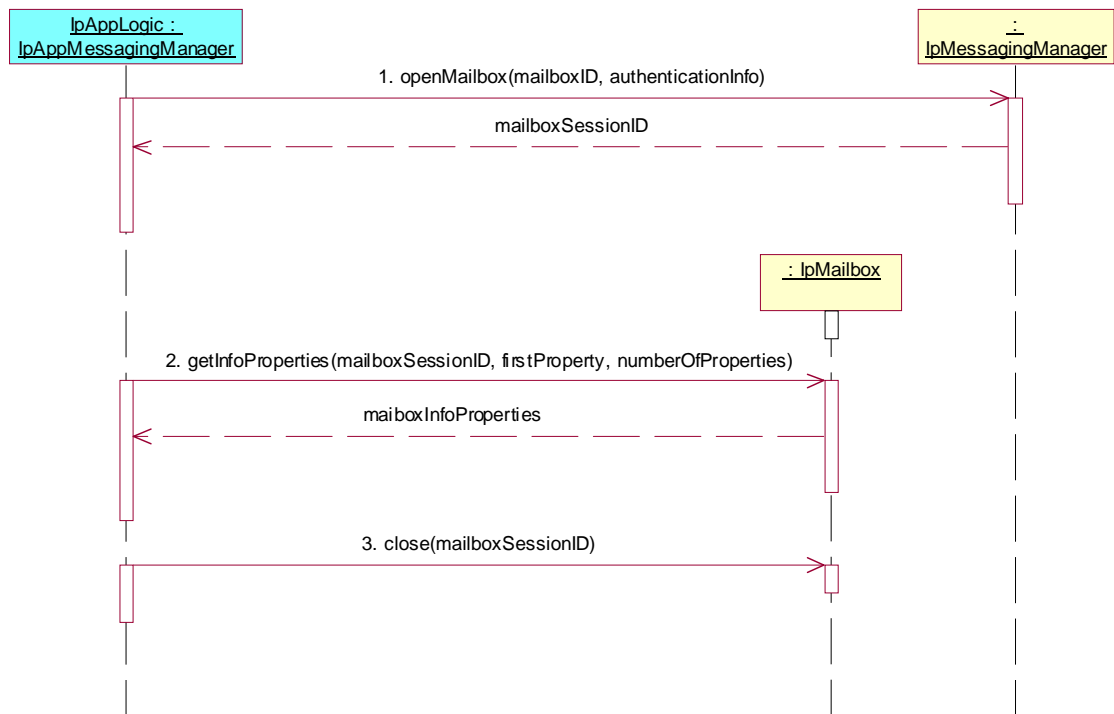 IpAppLogic :
IpAppMessagingManager
:
IpMessagingManager
1. openMailbox(mailboxID, authenticationInfo)
mailboxSessionID
: IpMailbox
2. getInfoProperties(mailboxSessionID, firstProperty, numberOfProperties)
maiboxInfoProperties
3. close(mailboxSessionID)